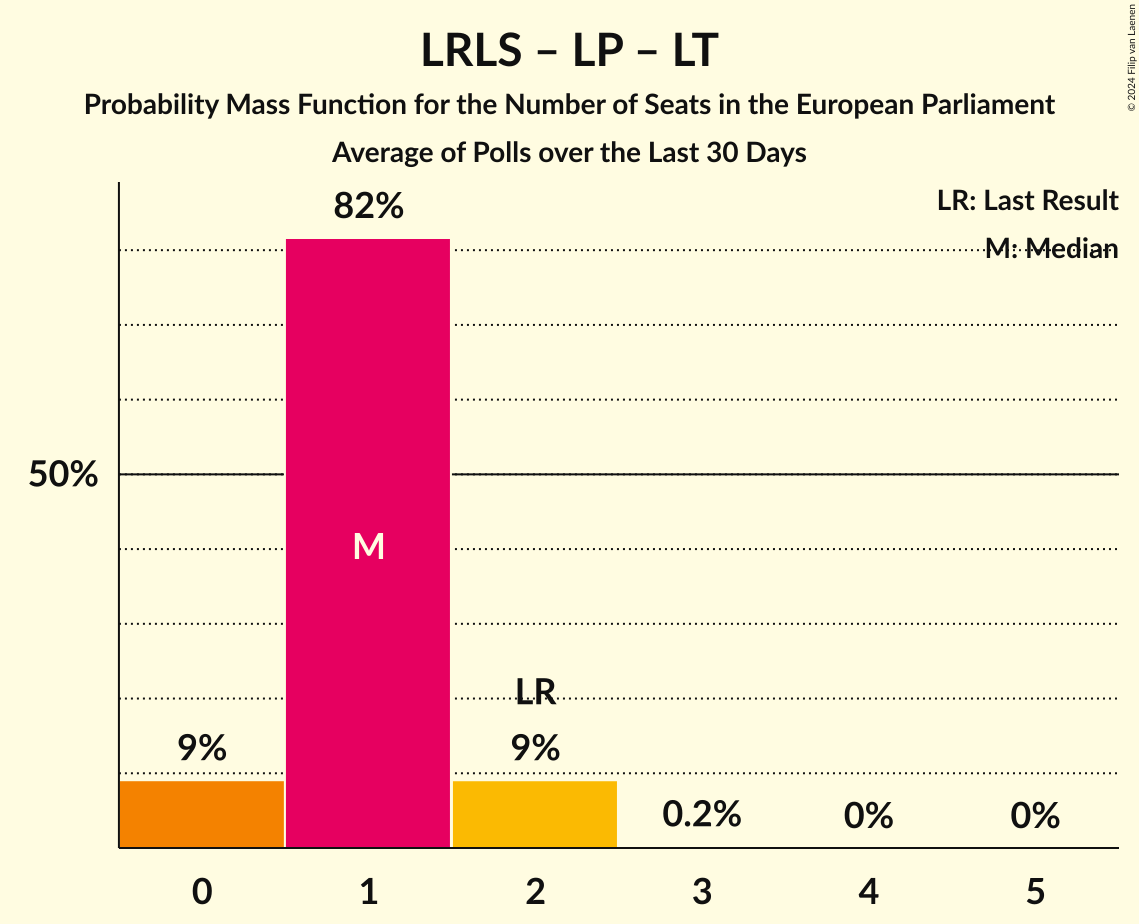 LRLS – LP – LT
Probability Mass Function for the Number of Seats in the European Parliament
Average of Polls over the Last 30 Days
© 2024 Filip van Laenen
LR: Last Result
M: Median
82%
50%
M
LR
9%
9%
0.2%
0%
0%
0
1
2
3
4
5